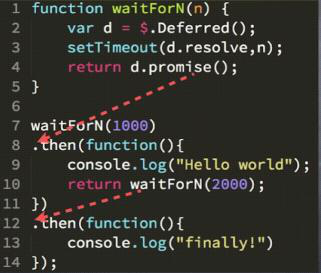 1 function waitForN(n) {
2     var d = $.Deferred();
3     setTimeout(d.resolve,n);
4     return d.promise();
5 }
6
7 waitForN(1000)
8 .then(function(){
9     console.log("Hello world");
10     return waitForN(2000);
11 })
12 .then(function(){
13     console.log("finally!")
14 });